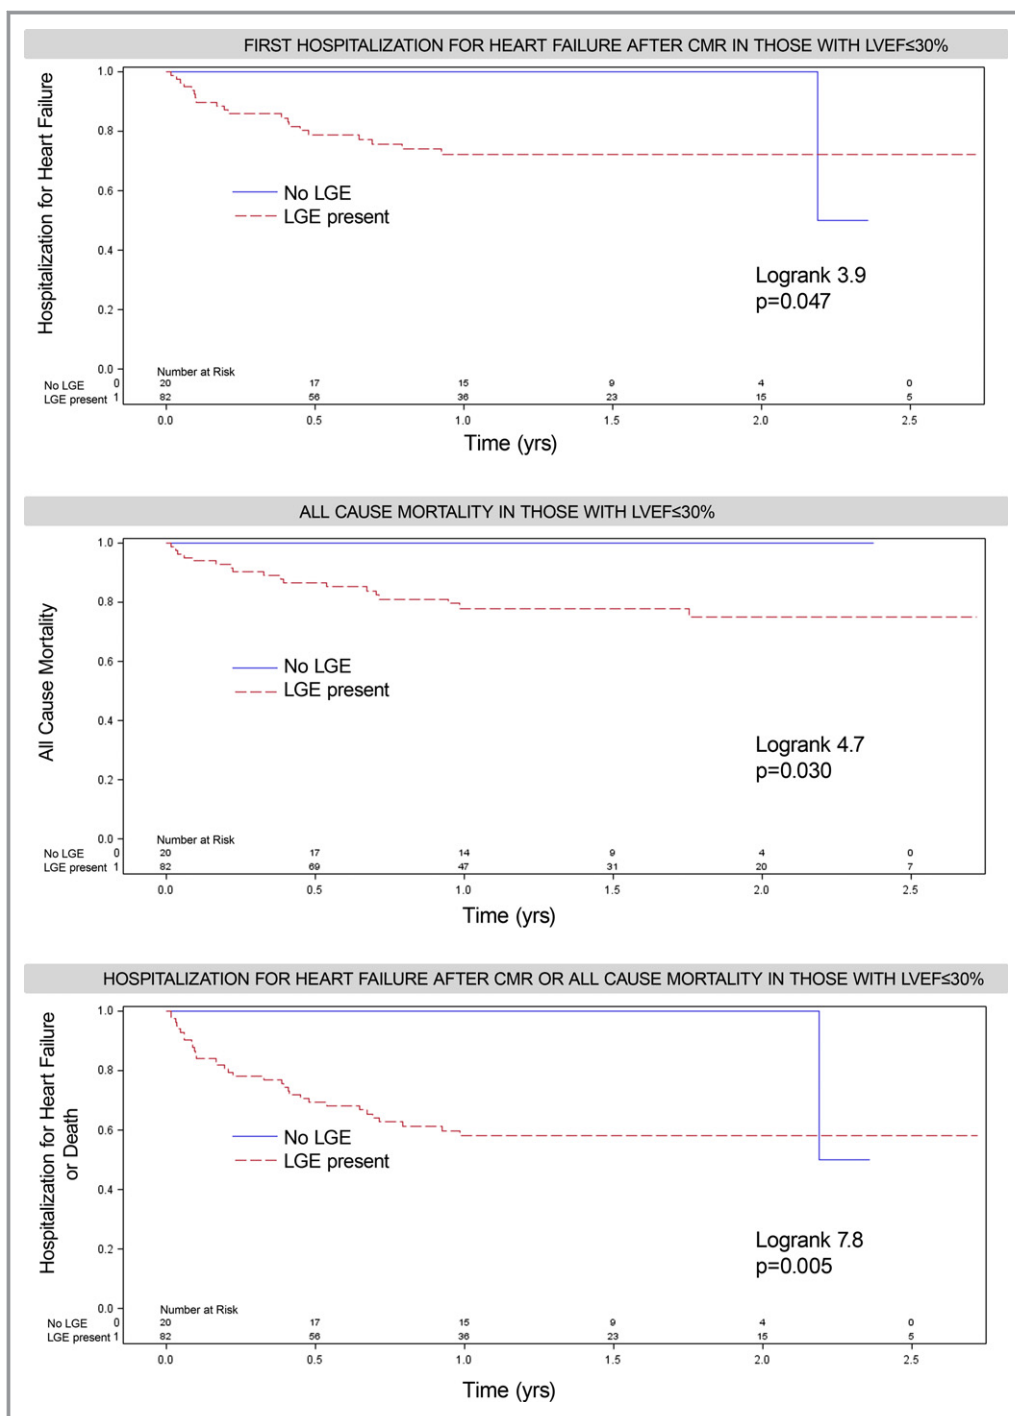 FIRST HOSPITALIZATION FOR HEART FAILURE AFTER CMR IN THOSE WITH LVEF≤30%
Hospitalization for Heart Failure
1.0
0.8
0.6
0.4
0.2
0.0
No LGE
LGE present
Logrank 3.9
p=0.047
Number at Risk
No LGE 0 20 17 15 9 4 0
LGE present 1 82 56 36 23 15 5
0.0 0.5 1.0 1.5 2.0 2.5
Time (yrs)
ALL CAUSE MORTALITY IN THOSE WITH LVEF≤30%
All Cause Mortality
1.0
0.8
0.6
0.4
0.2
0.0
No LGE
LGE present
Logrank 4.7
p=0.030
Number at Risk
No LGE 0 20 17 14 9 4 0
LGE present 1 82 69 47 31 20 7
0.0 0.5 1.0 1.5 2.0 2.5
Time (yrs)
HOSPITALIZATION FOR HEART FAILURE AFTER CMR OR ALL CAUSE MORTALITY IN THOSE WITH LVEF≤30%
Hospitalization for Heart Failure
or Death
1.0
0.8
0.6
0.4
0.2
0.0
No LGE
LGE present
Logrank 7.8
p=0.005
Number at Risk
No LGE 0 20 17 15 9 4 0
LGE present 1 82 56 36 23 15 5
0.0 0.5 1.0 1.5 2.0 2.5
Time (yrs)